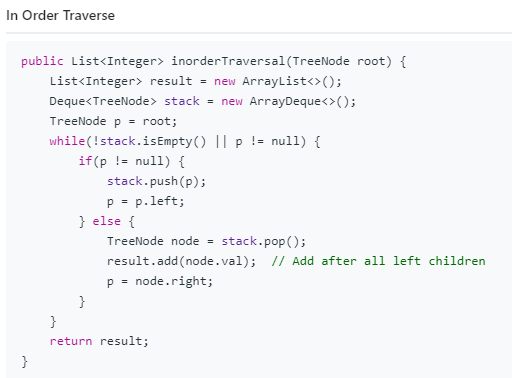 In Order Traverse
public List<Integer> inorderTraversal(TreeNode root) {
    List<Integer> result = new ArrayList<>();
    Deque<TreeNode> stack = new ArrayDeque<>();
    TreeNode p = root;
    while(!stack.isEmpty() || p != null) {
        if(p != null) {
            stack.push(p);
            p = p.left;
        } else {
            TreeNode node = stack.pop();
            result.add(node.val);  // Add after all left children
            p = node.right;
        }
    }
    return result;
}